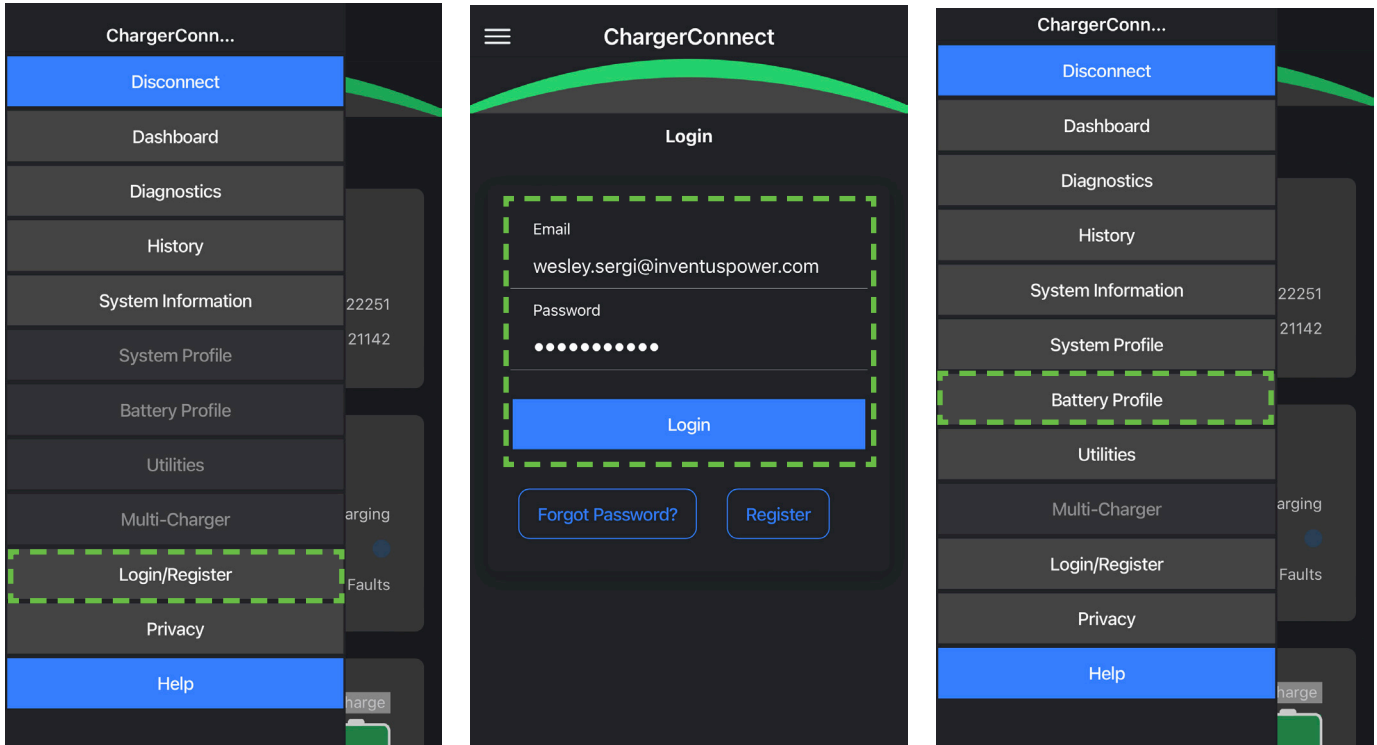 ChargerConn...
Disconnect
Dashboard
Diagnostics
History
System Information
22251
21142
System Profile
Battery Profile
Utilities
Multi-Charger
arging
Login/Register
Faults
Privacy
Help
harge
ChargerConnect
Login
Email
wesley.sergi@inventuspower.com
Password
Login
Forgot Password?
Register
ChargerConn...
Disconnect
Dashboard
Diagnostics
History
System Information
22251
21142
System Profile
Battery Profile
Utilities
Multi-Charger
arging
Login/Register
Faults
Privacy
Help
harge